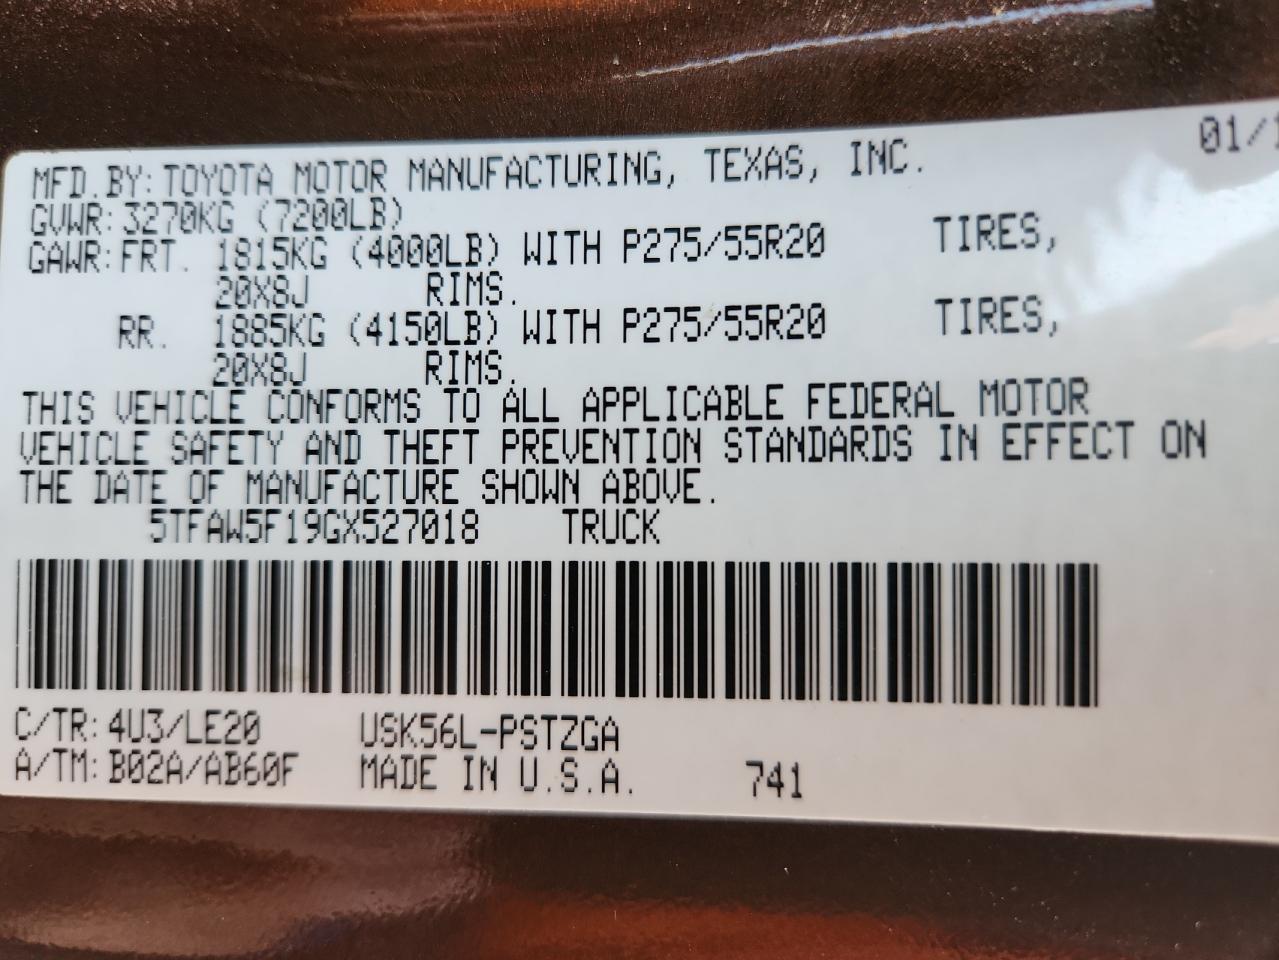 01/1
MFD.BY: TOYOTA MOTOR MANUFACTURING, TEXAS, INC.
GVWR: 3270KG (7200LB)
GAWR: FRT. 1815KG (4000LB) WITH P275/55R20 TIRES,
20X8J RIMS.
RR. 1885KG (4150LB) WITH P275/55R20 TIRES,
20X8J RIMS.
THIS VEHICLE CONFORMS TO ALL APPLICABLE FEDERAL MOTOR
VEHICLE SAFETY AND THEFT PREVENTION STANDARDS IN EFFECT ON
THE DATE OF MANUFACTURE SHOWN ABOVE.
5TFAW5F19GX527018 TRUCK
C/TR: 4U3/LE20 USK56L-PSTZGA
A/TM: B02A/AB60F MADE IN U.S.A. 741